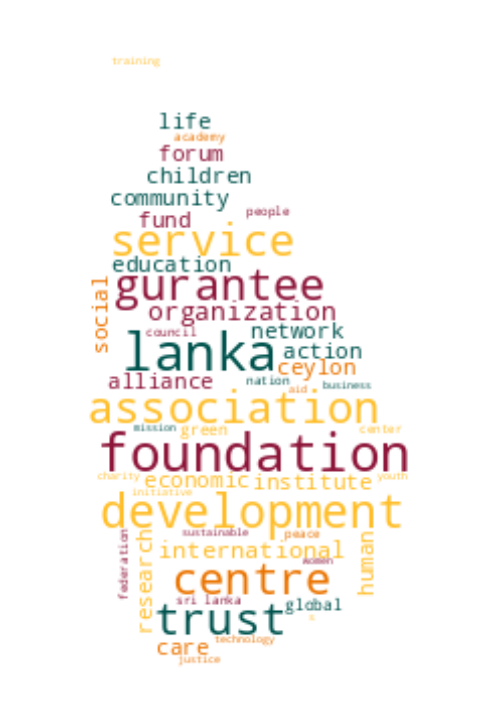 training
life
academy
forum
children
community
people
fund
service
education
social
gurantee
organization
council
network
lanka
action
ceylon
alliance
nation
aid
business
association
mission
green
center
foundation
charity
economic
institute
youth
initiative
development
federation
research
sustainable
peace
human
international
women
centre
sri lanka
global
trust
technology
care
justice